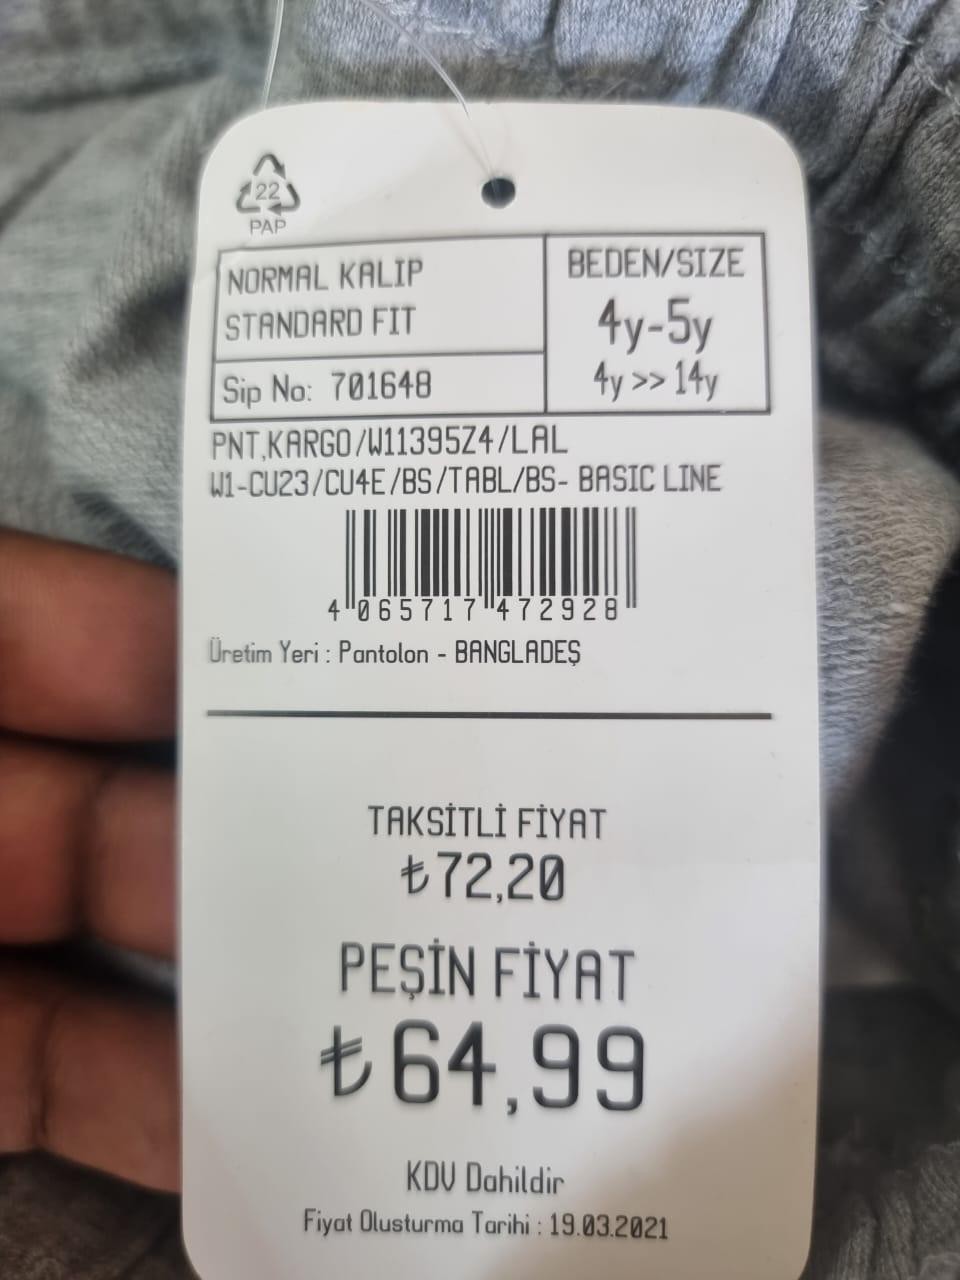 22
PAP
NORMAL KALIP
STANDARD FIT
Sip No: 701648
BEDEN/SIZE
4y-5y
4y >> 14y
PNT,KARGO/W11395Z4/LAL
W1-CU23/CU4E/BS/TABL/BS- BASIC LINE
4 065717 472928
Üretim Yeri : Pantolon - BANGLADEŞ
TAKSİTLİ FİYAT
₺72,20
PEŞİN FİYAT
₺64,99
KDV Dahildir
Fiyat Olusturma Tarihi : 19.03.2021